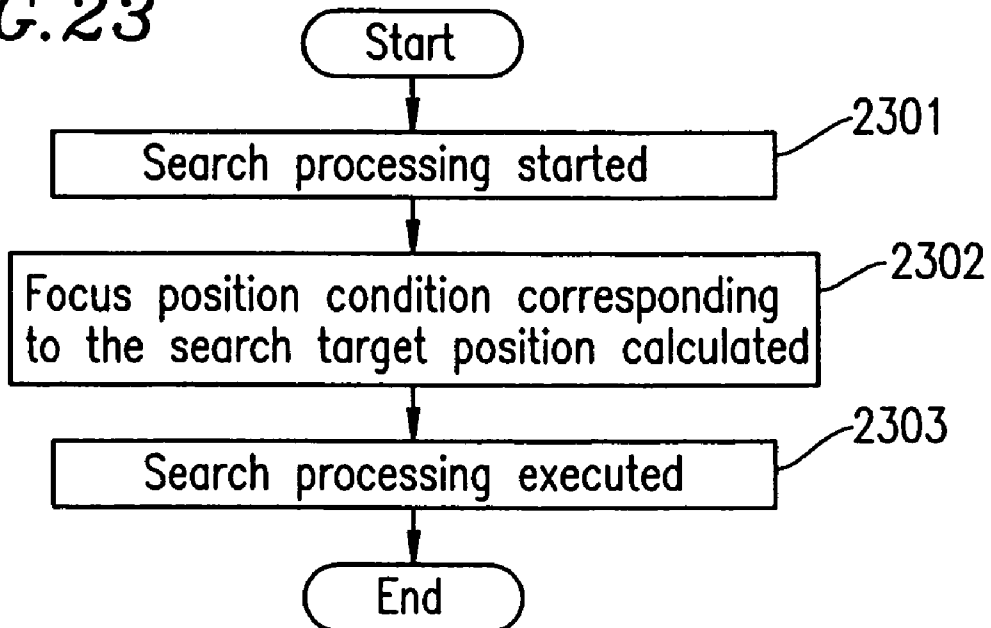 G.23
Start
2301
Search processing started
2302
Focus position condition corresponding
to the search target position calculated
2303
Search processing executed
End